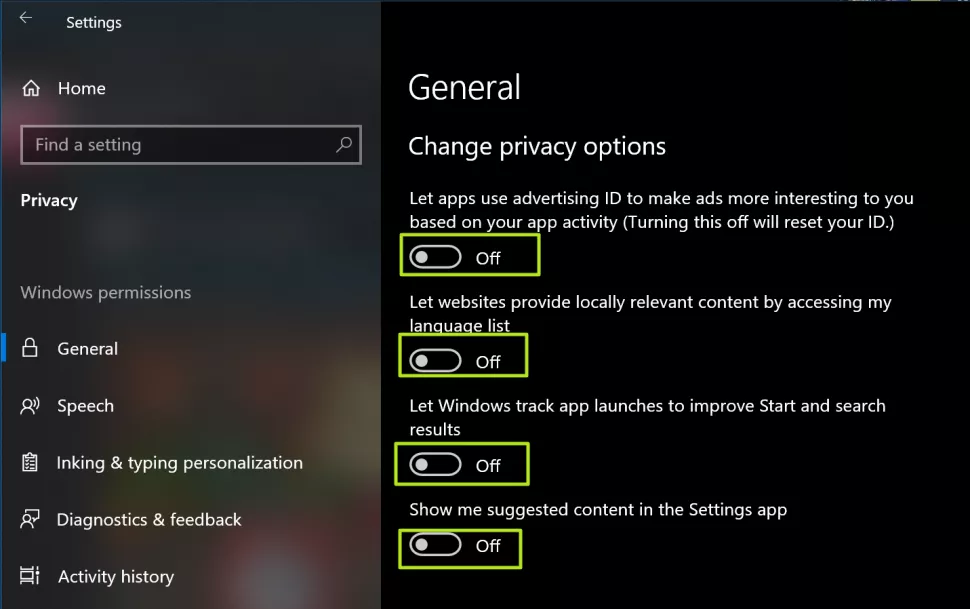 Settings
Home
Find a setting
Privacy
Windows permissions
General
Speech
Inking & typing personalization
Diagnostics & feedback
Activity history
General
Change privacy options
Let apps use advertising ID to make ads more interesting to you
based on your app activity (Turning this off will reset your ID.)
Off
Let websites provide locally relevant content by accessing my
language list
Off
Let Windows track app launches to improve Start and search
results
Off
Show me suggested content in the Settings app
Off